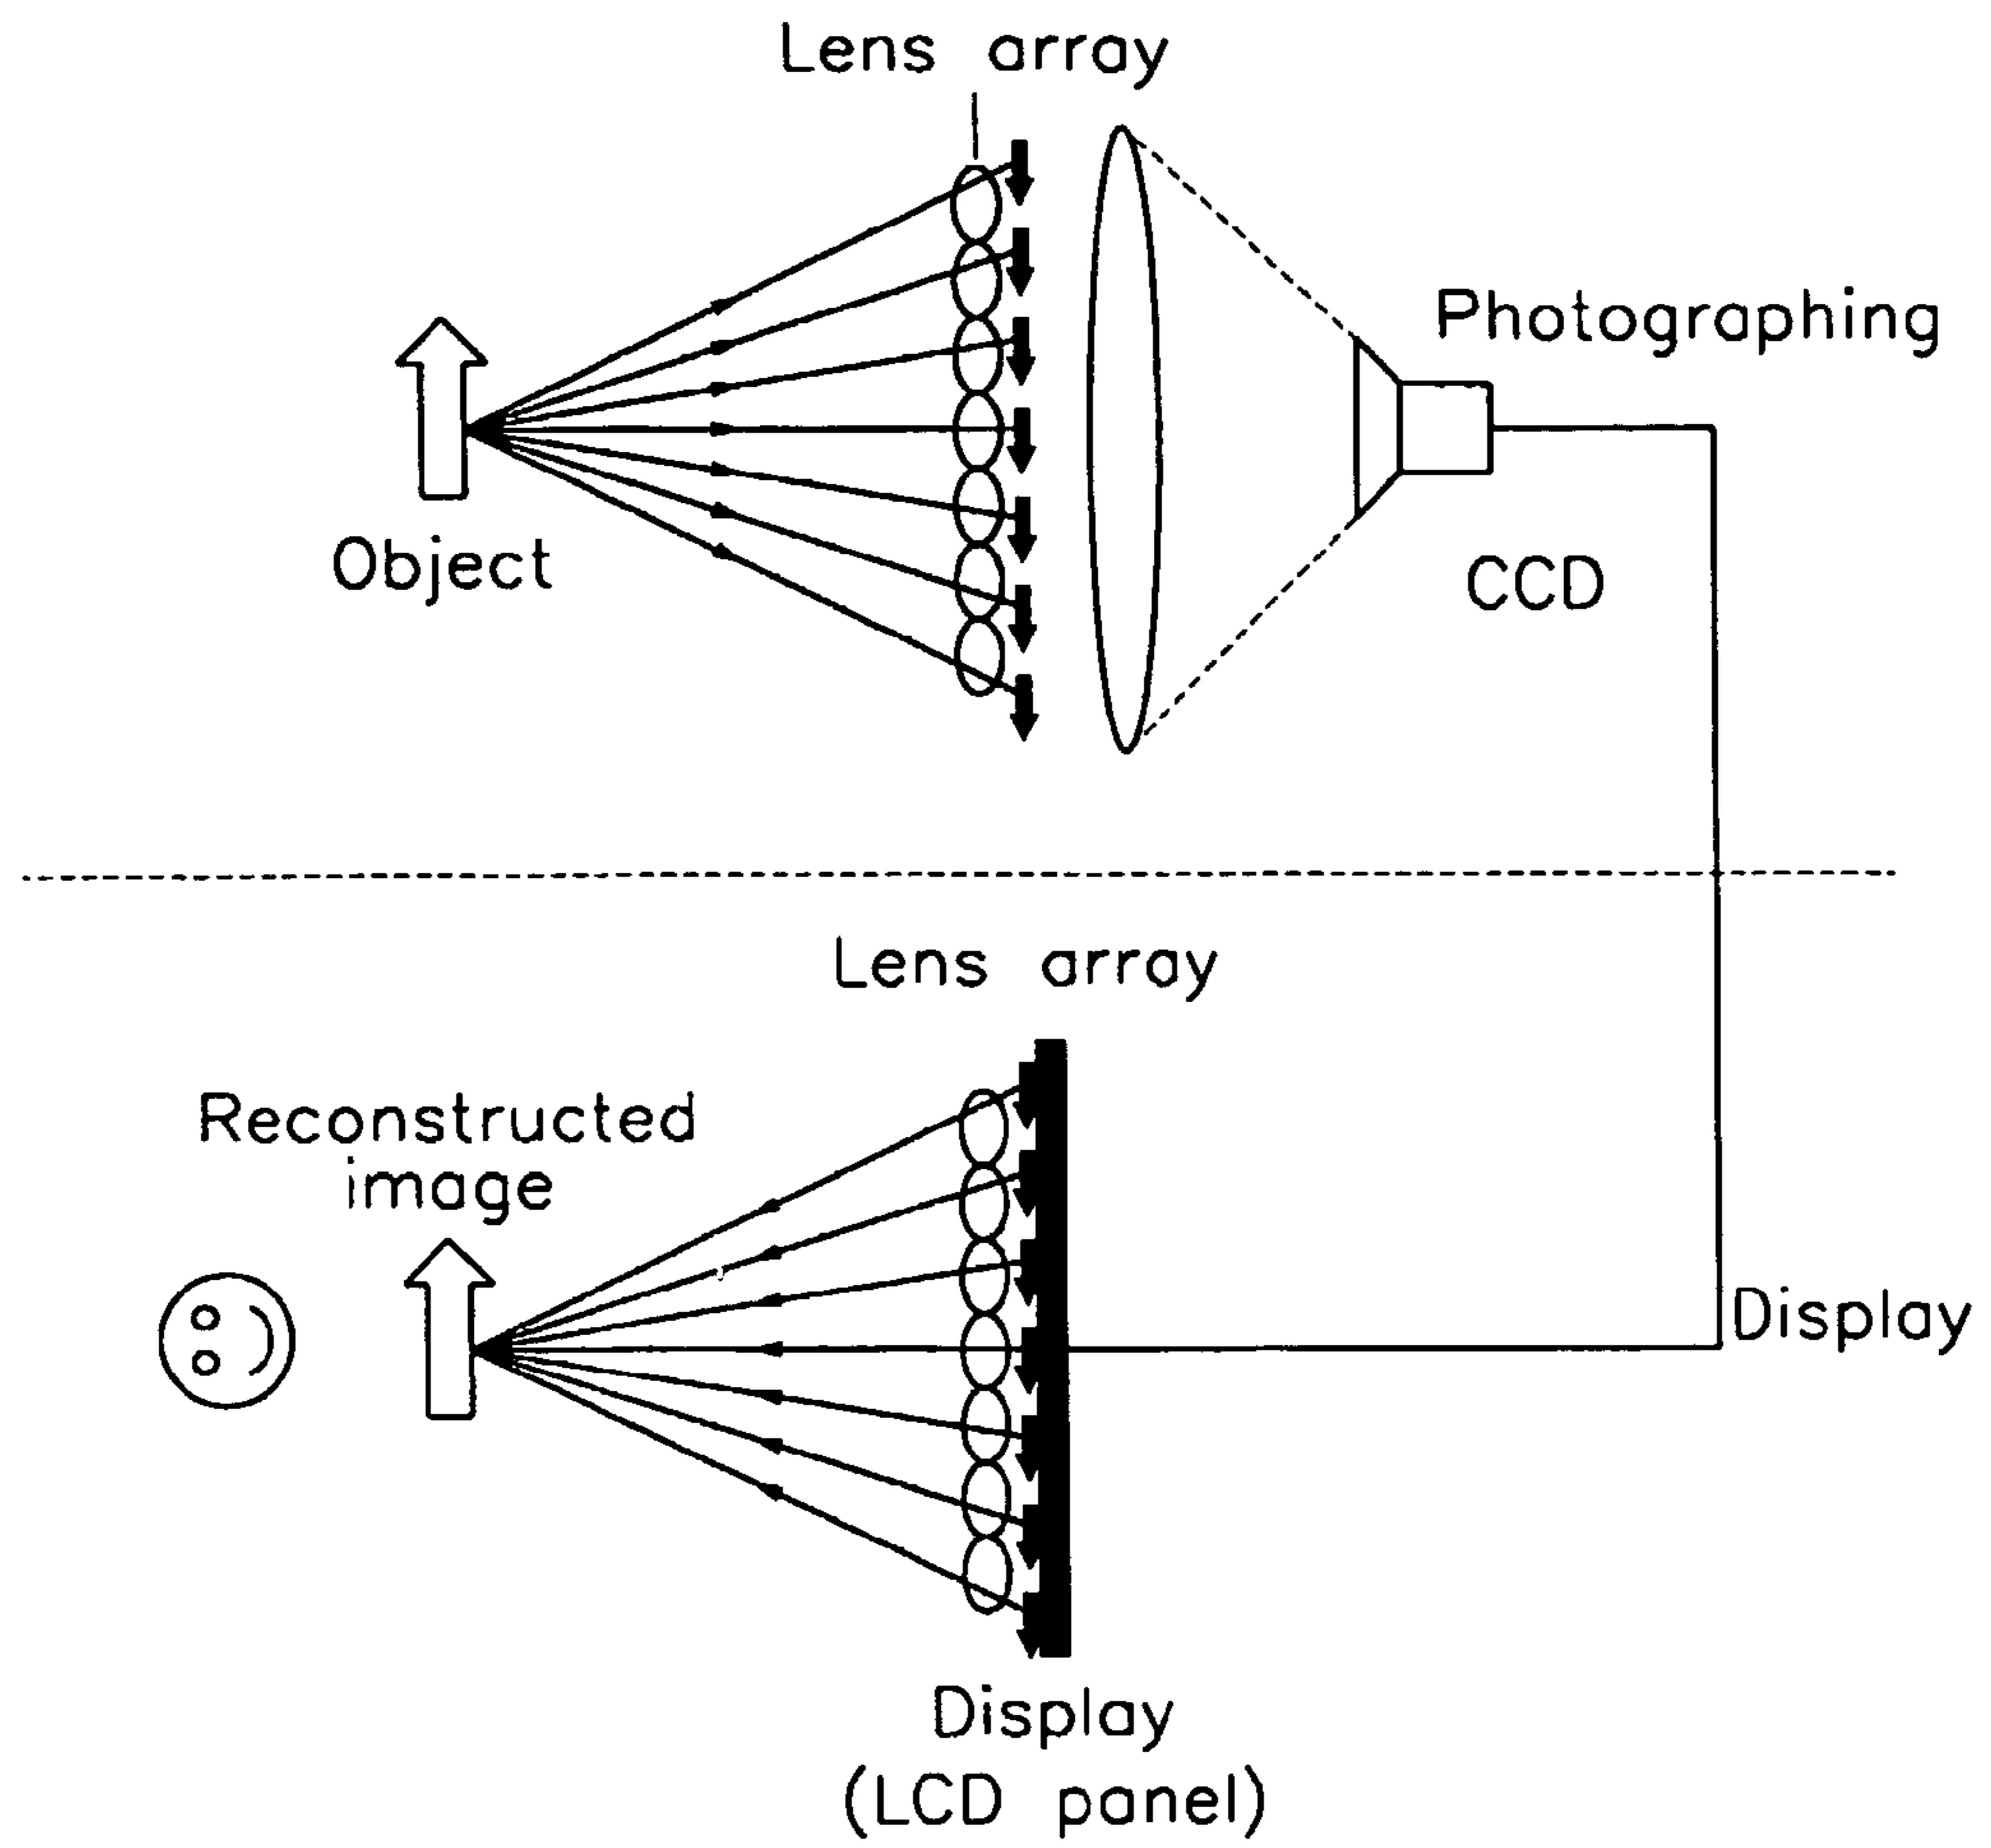 Lens array
Photographing
Object
CCD
Lens array
Reconstructed
image
Display
Display
(LCD panel)